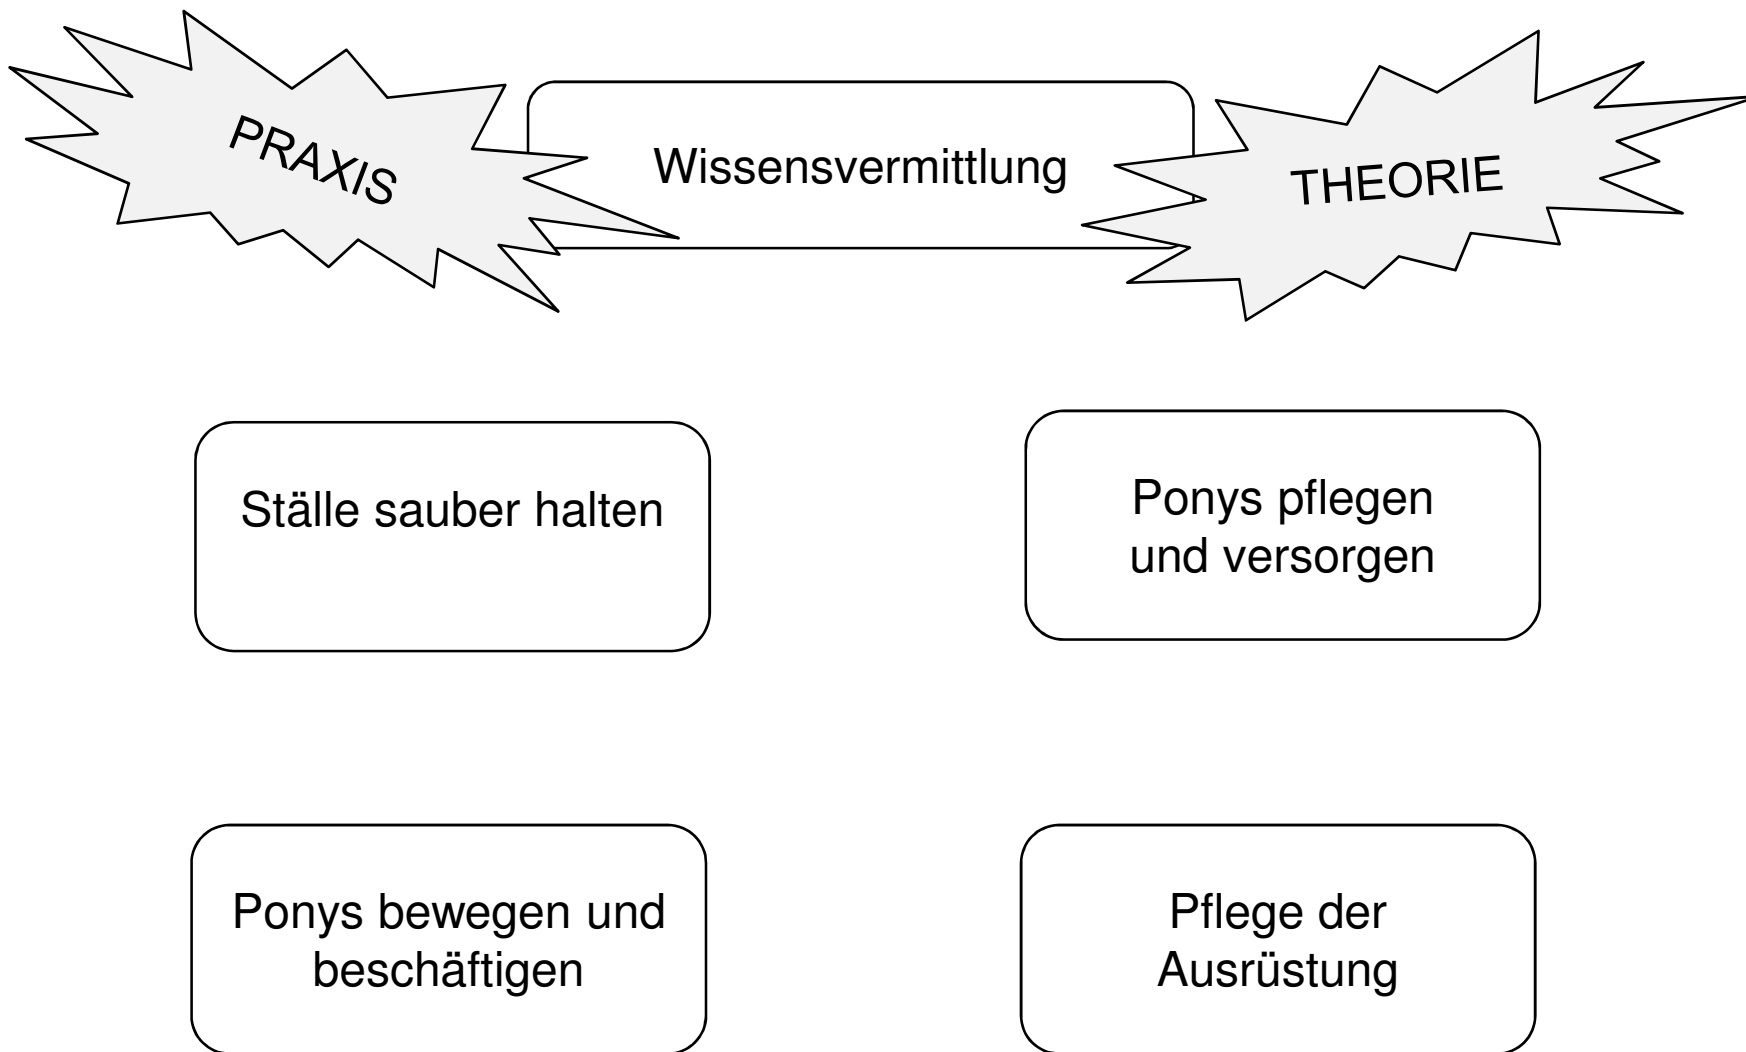 PRAXIS
Wissensvermittlung
THEORIE
Ställe sauber halten
Ponys pflegen
und versorgen
Ponys bewegen und
beschäftigen
Pflege der
Ausrüstung